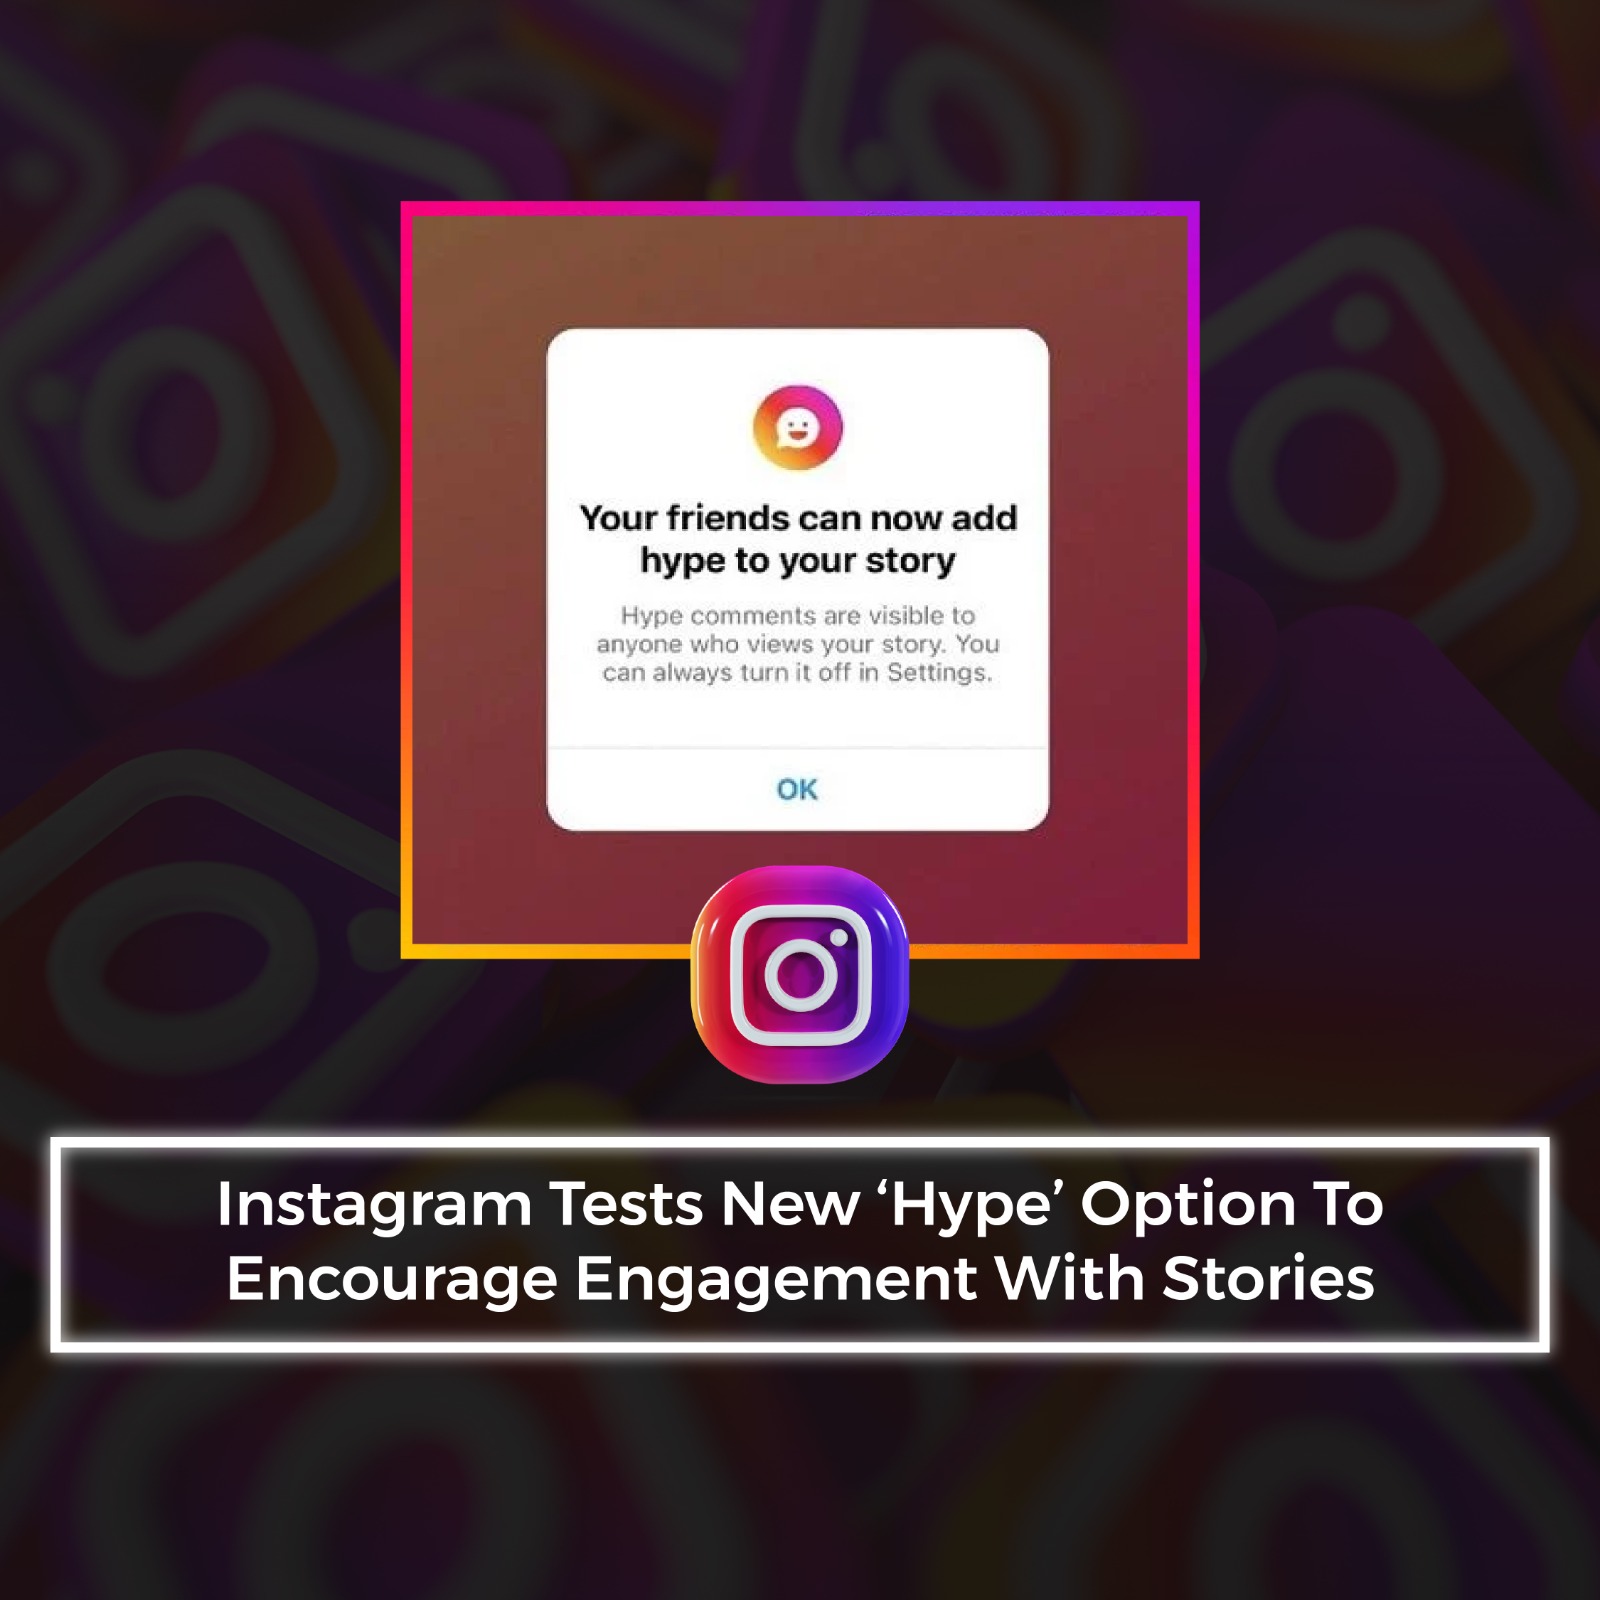 Your friends can now add
hype to your story
Hype comments are visible to
anyone who views your story. You
can always turn it off in Settings.
OK
Instagram Tests New ‘Hype’ Option To
Encourage Engagement With Stories